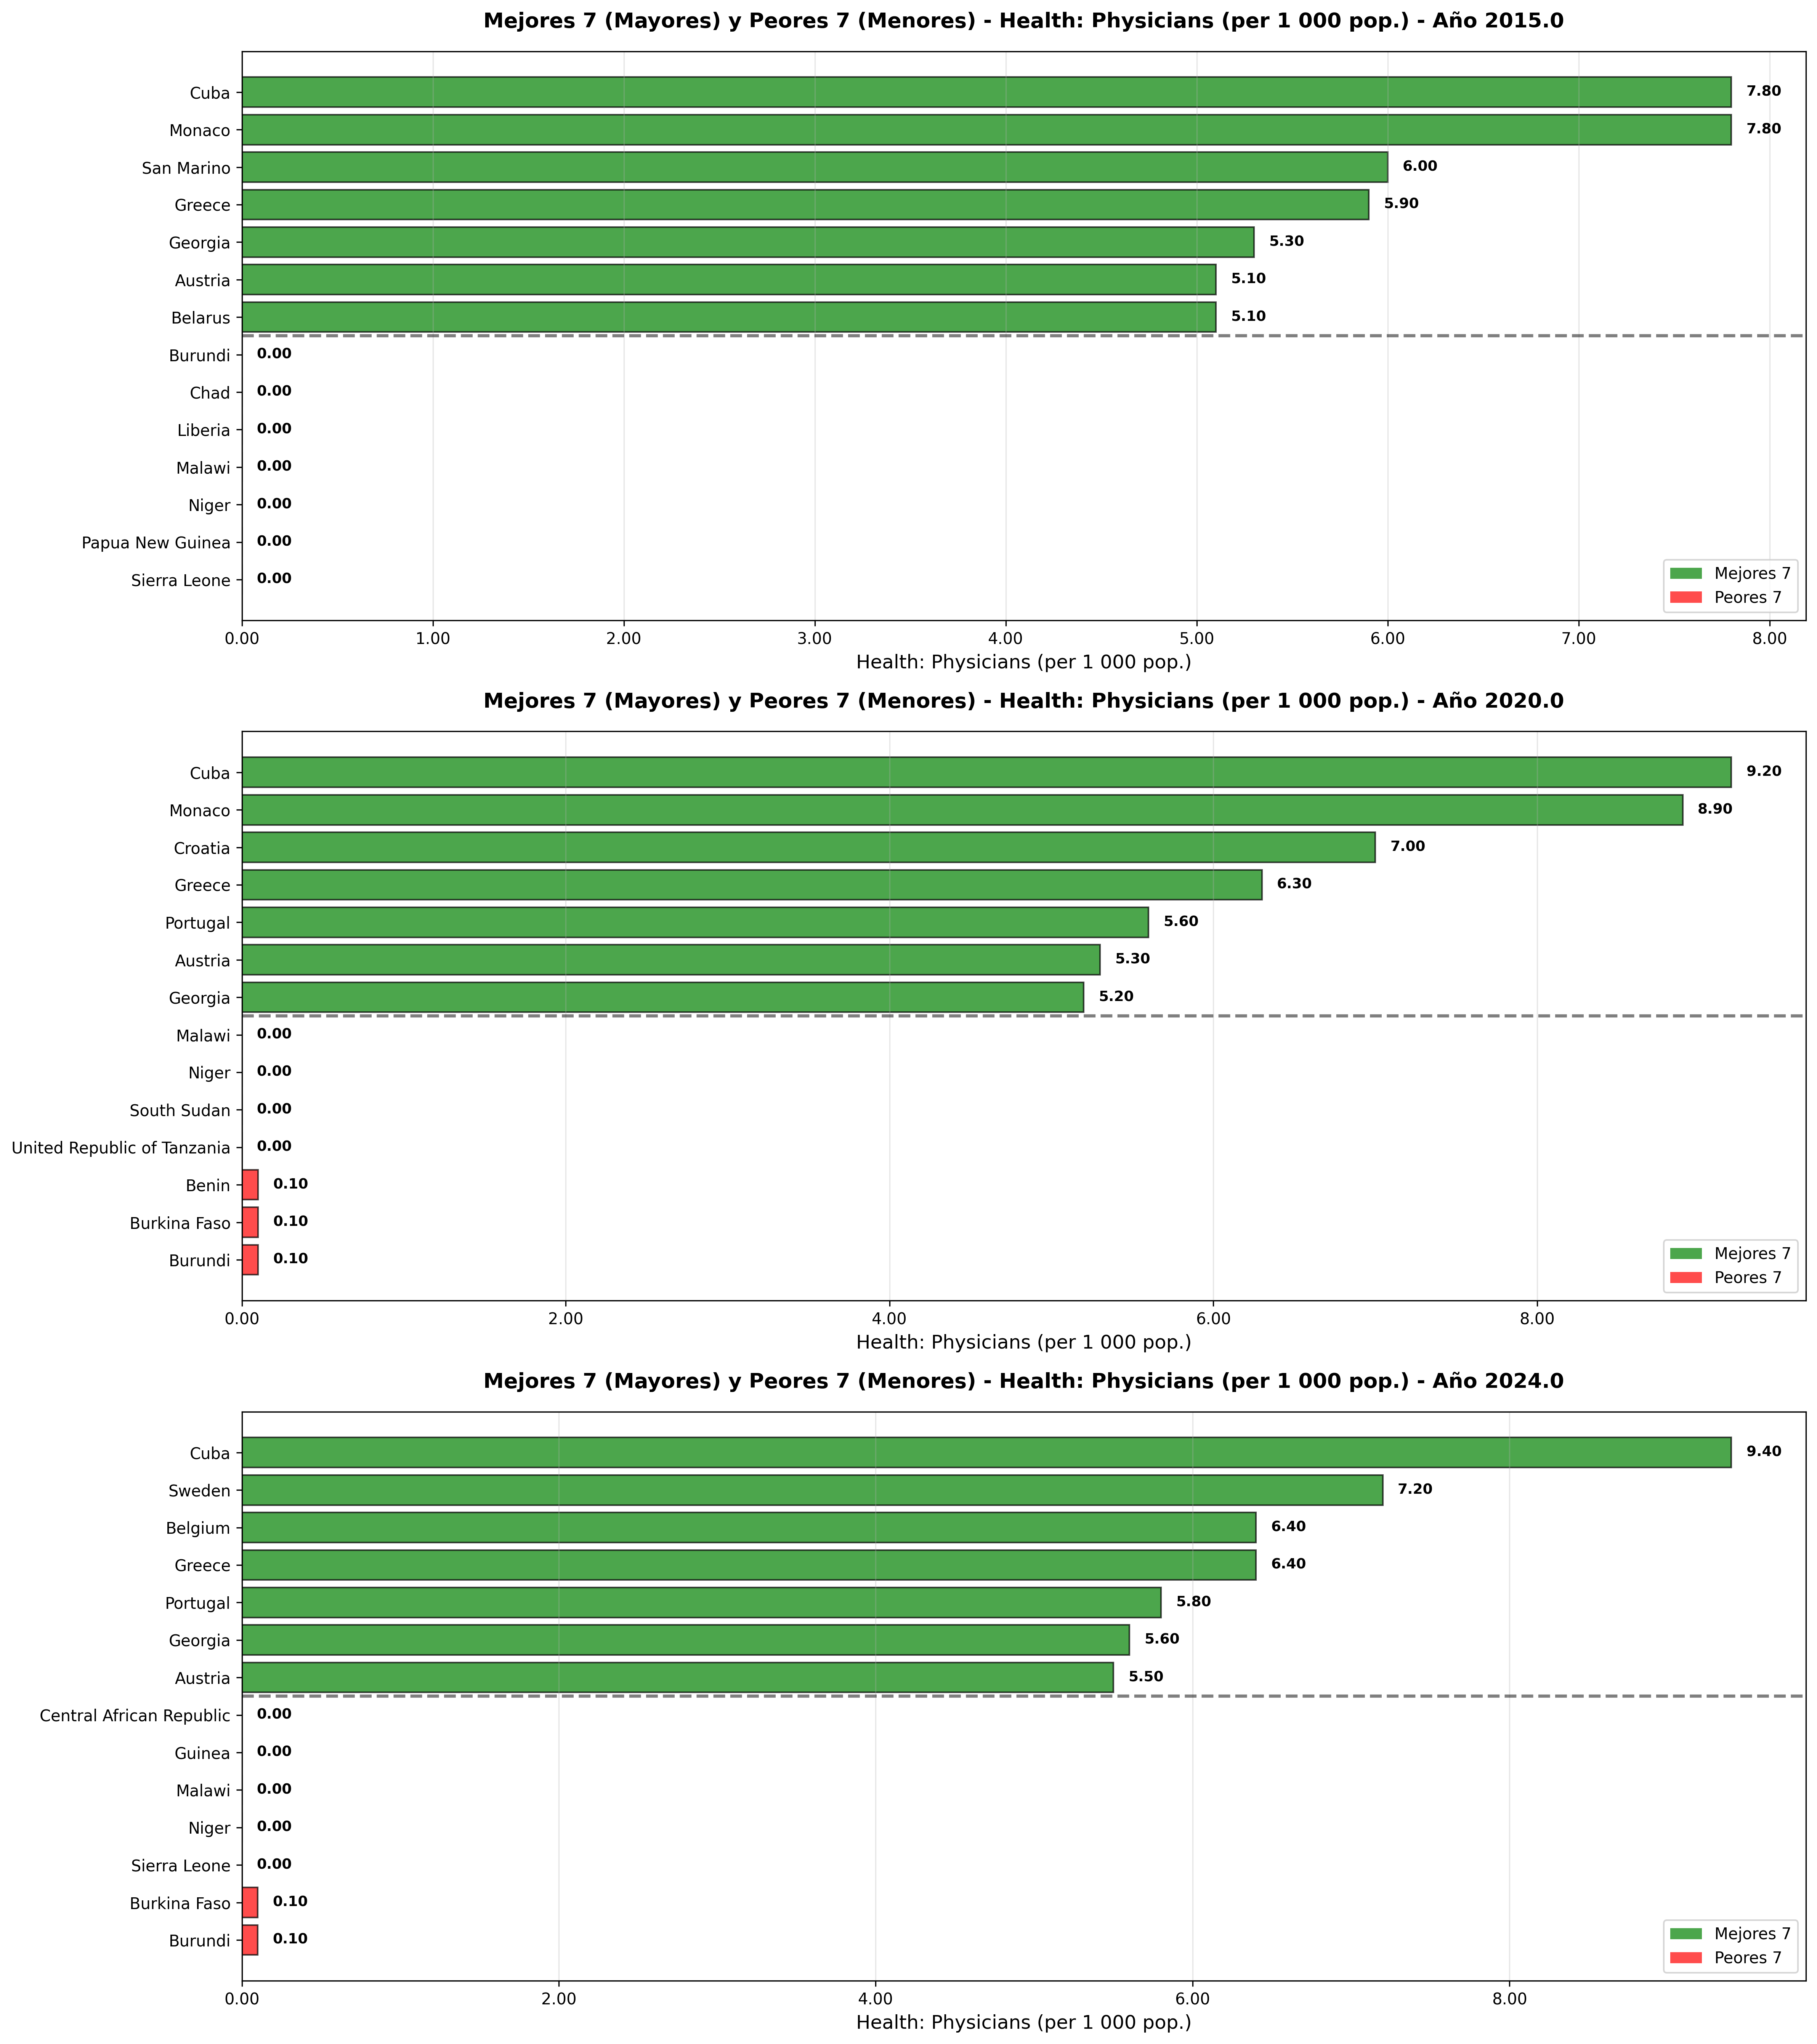 Mejores 7 (Mayores) y Peores 7 (Menores) - Health: Physicians (per 1 000 pop.) - Año 2015.0
Cuba 7.80
Monaco 7.80
San Marino 6.00
Greece 5.90
Georgia 5.30
Austria 5.10
Belarus 5.10
Burundi 0.00
Chad 0.00
Liberia 0.00
Malawi 0.00
Niger 0.00
Papua New Guinea 0.00
Sierra Leone 0.00
Mejores 7
Peores 7
0.00 1.00 2.00 3.00 4.00 5.00 6.00 7.00 8.00
Health: Physicians (per 1 000 pop.)
Mejores 7 (Mayores) y Peores 7 (Menores) - Health: Physicians (per 1 000 pop.) - Año 2020.0
Cuba 9.20
Monaco 8.90
Croatia 7.00
Greece 6.30
Portugal 5.60
Austria 5.30
Georgia 5.20
Malawi 0.00
Niger 0.00
South Sudan 0.00
United Republic of Tanzania 0.00
Benin 0.10
Burkina Faso 0.10
Burundi 0.10
Mejores 7
Peores 7
0.00 2.00 4.00 6.00 8.00
Health: Physicians (per 1 000 pop.)
Mejores 7 (Mayores) y Peores 7 (Menores) - Health: Physicians (per 1 000 pop.) - Año 2024.0
Cuba 9.40
Sweden 7.20
Belgium 6.40
Greece 6.40
Portugal 5.80
Georgia 5.60
Austria 5.50
Central African Republic 0.00
Guinea 0.00
Malawi 0.00
Niger 0.00
Sierra Leone 0.00
Burkina Faso 0.10
Burundi 0.10
Mejores 7
Peores 7
0.00 2.00 4.00 6.00 8.00
Health: Physicians (per 1 000 pop.)